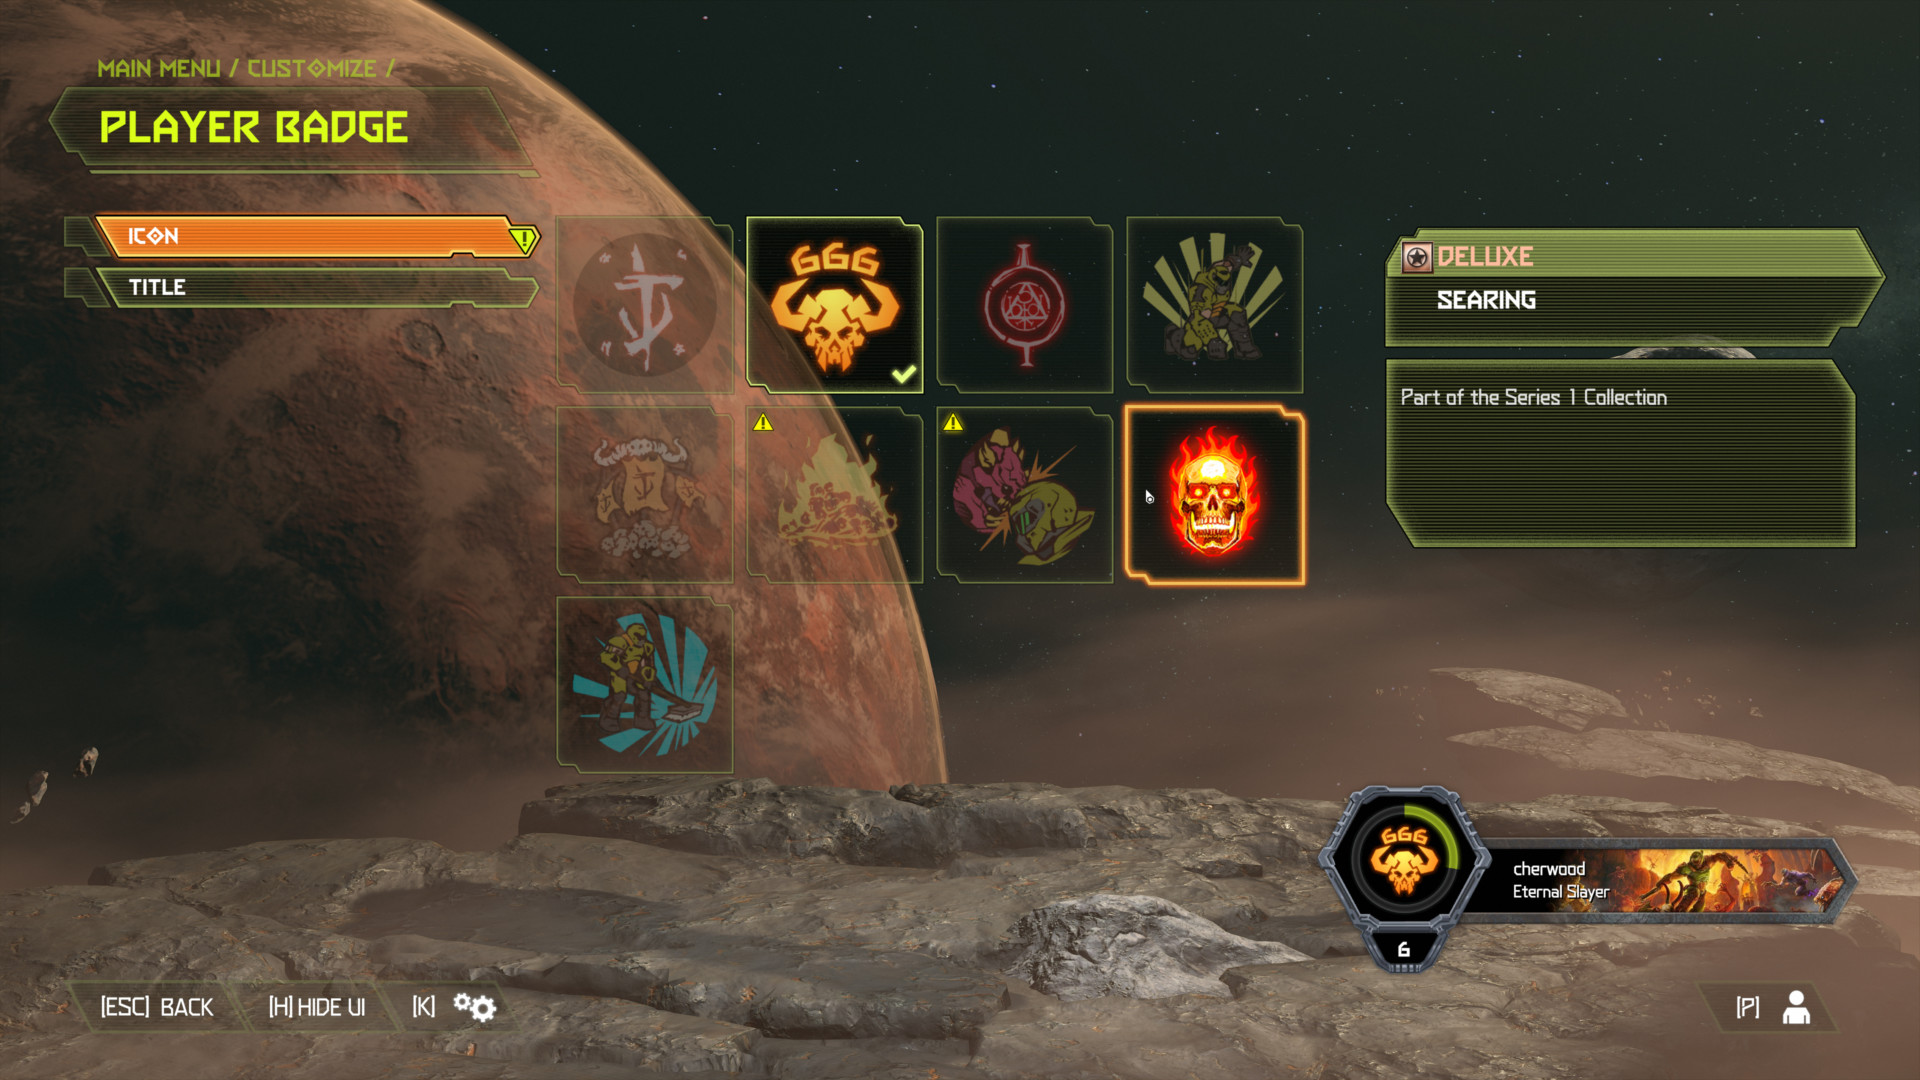 MAIN MENU / CUSTOMIZE /
PLAYER BADGE
ICON
TITLE
666
DELUXE
SEARING
Part of the Series 1 Collection
666
cherwood
Eternal Slayer
6
[ESC] BACK
[H] HIDE UI
[K]
[P]